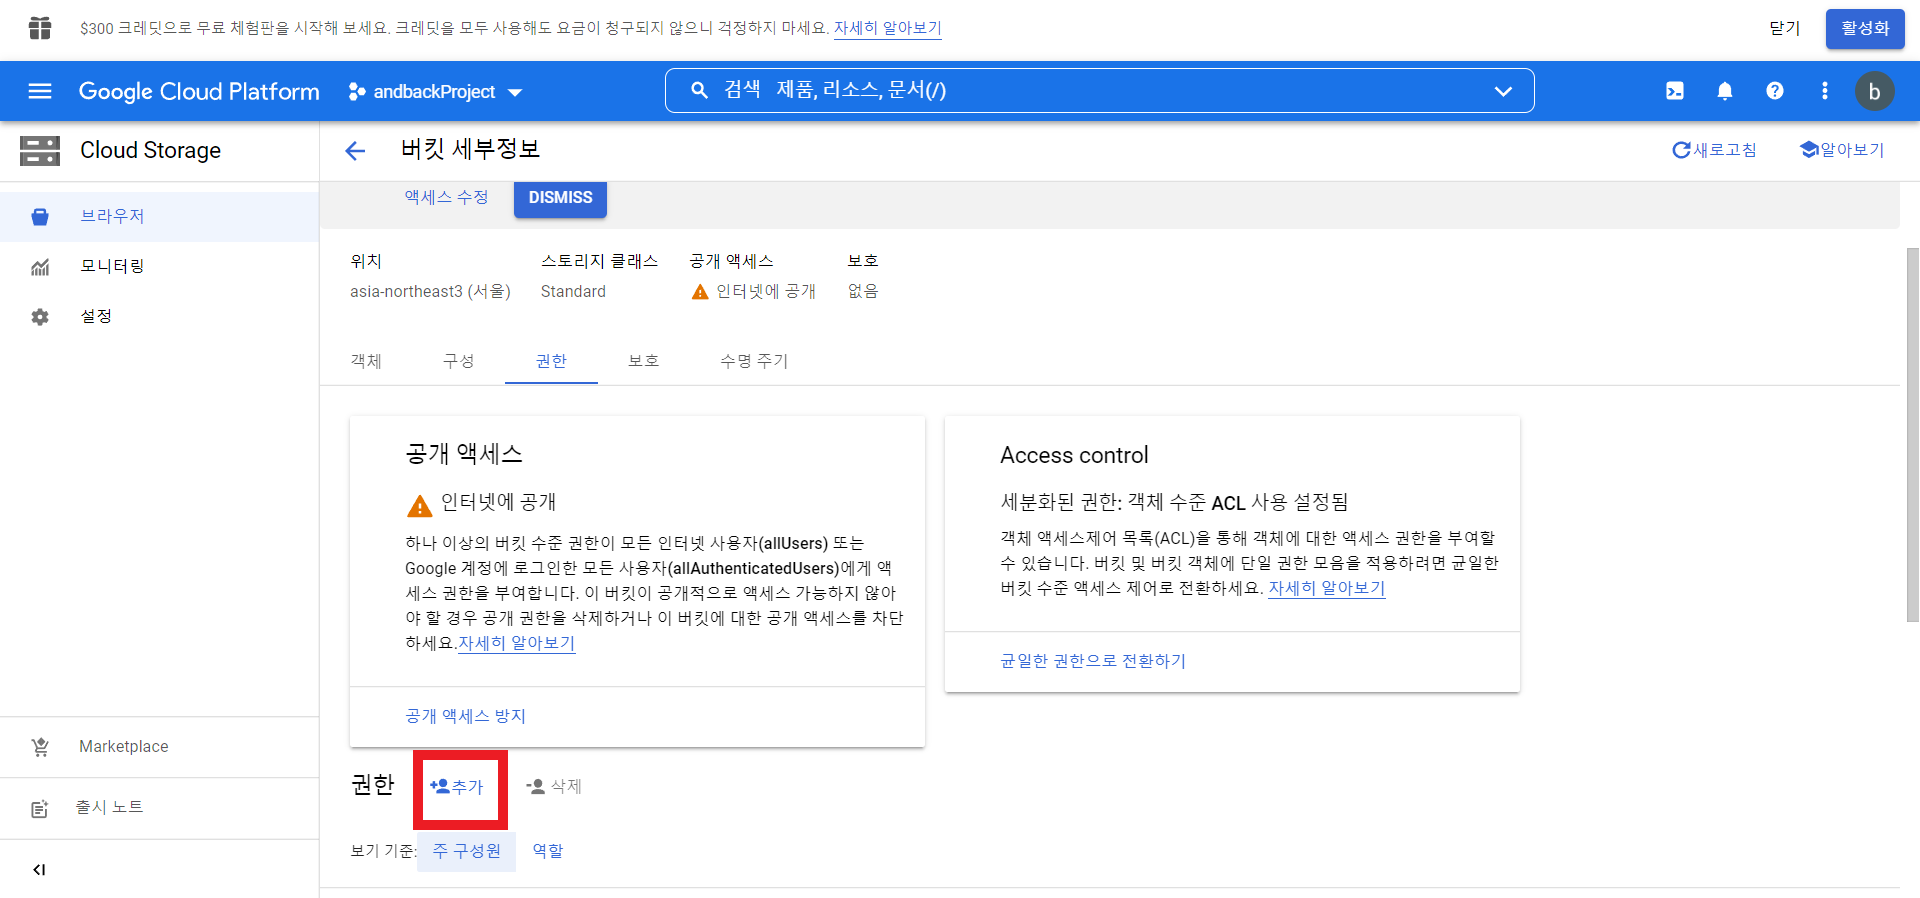 $300 크레딧으로 무료 체험판을 시작해 보세요. 크레딧을 모두 사용해도 요금이 청구되지 않으니 걱정하지 마세요. 자세히 알아보기
닫기
활성화
Google Cloud Platform
andbackProject
검색 제품, 리소스, 문서(/)
b
Cloud Storage
버킷 세부정보
새로고침
알아보기
브라우저
모니터링
설정
Marketplace
출시 노트
액세스 수정
DISMISS
위치
스토리지 클래스
공개 액세스
보호
asia-northeast3 (서울)
Standard
인터넷에 공개
없음
객체
구성
권한
보호
수명 주기
공개 액세스
인터넷에 공개
하나 이상의 버킷 수준 권한이 모든 인터넷 사용자(allUsers) 또는
Google 계정에 로그인한 모든 사용자(allAuthenticatedUsers)에게 액
세스 권한을 부여합니다. 이 버킷이 공개적으로 액세스 가능하지 않아
야 할 경우 공개 권한을 삭제하거나 이 버킷에 대한 공개 액세스를 차단
하세요.자세히 알아보기
공개 액세스 방지
Access control
세분화된 권한: 객체 수준 ACL 사용 설정됨
객체 액세스제어 목록(ACL)을 통해 객체에 대한 액세스 권한을 부여할
수 있습니다. 버킷 및 버킷 객체에 단일 권한 모음을 적용하려면 균일한
버킷 수준 액세스 제어로 전환하세요. 자세히 알아보기
균일한 권한으로 전환하기
권한
추가
삭제
보기 기준:
주 구성원
역할